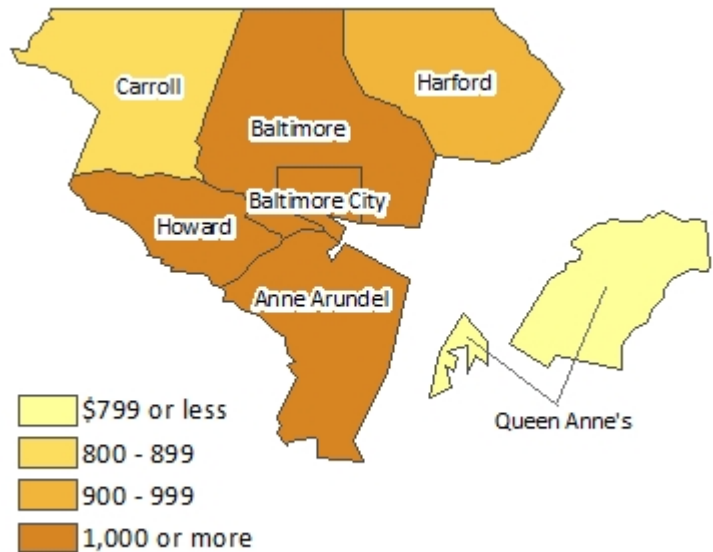 Carroll
Harford
Baltimore
Baltimore City
Howard
Anne Arundel
Queen Anne's
$799 or less
800 - 899
900 - 999
1,000 or more